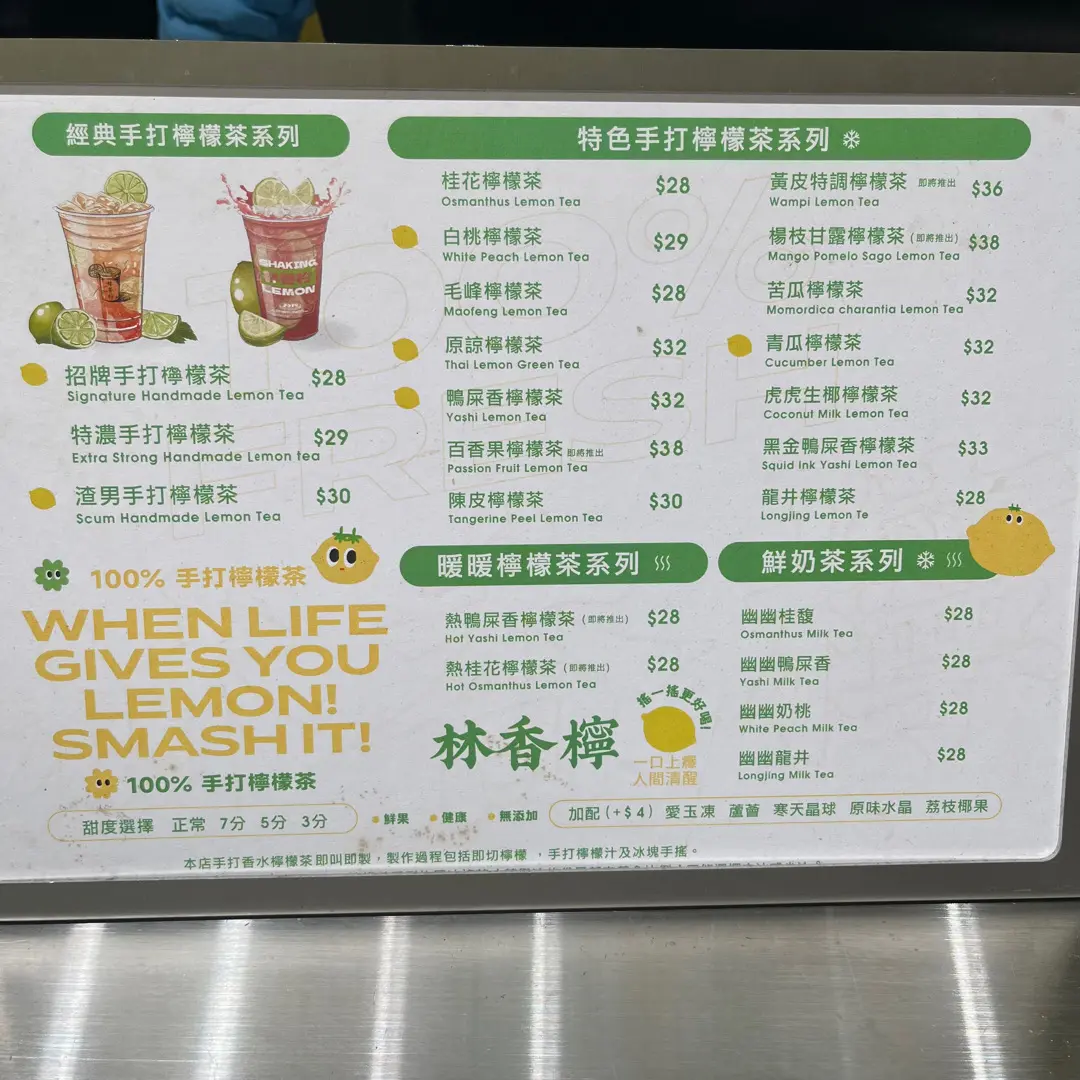 經典手打檸檬茶系列
SHAKING
LEMON
招牌手打檸檬茶 $28
Signature Handmade Lemon Tea
特濃手打檸檬茶 $29
Extra Strong Handmade Lemon tea
渣男手打檸檬茶 $30
Scum Handmade Lemon Tea
100% 手打檸檬茶
WHEN LIFE
GIVES YOU
LEMON!
SMASH IT!
100% 手打檸檬茶
特色手打檸檬茶系列
100%
FRESH
桂花檸檬茶 $28
Osmanthus Lemon Tea
白桃檸檬茶 $29
White Peach Lemon Tea
毛峰檸檬茶 $28
Maofeng Lemon Tea
原諒檸檬茶 $32
Thai Lemon Green Tea
鴨屎香檸檬茶 $32
Yashi Lemon Tea
百香果檸檬茶 即將推出 $38
Passion Fruit Lemon Tea
陳皮檸檬茶 $30
Tangerine Peel Lemon Tea
黃皮特調檸檬茶 即將推出 $36
Wampi Lemon Tea
楊枝甘露檸檬茶 (即將推出) $38
Mango Pomelo Sago Lemon Tea
苦瓜檸檬茶 $32
Momordica charantia Lemon Tea
青瓜檸檬茶 $32
Cucumber Lemon Tea
虎虎生椰檸檬茶 $32
Coconut Milk Lemon Tea
黑金鴨屎香檸檬茶 $33
Squid Ink Yashi Lemon Tea
龍井檸檬茶 $28
Longjing Lemon Te
暖暖檸檬茶系列
熱鴨屎香檸檬茶 (即將推出) $28
Hot Yashi Lemon Tea
熱桂花檸檬茶 (即將推出) $28
Hot Osmanthus Lemon Tea
林香檸
搖一搖更好喝!
一口上癮
人間清醒
鮮奶茶系列
幽幽桂馥 $28
Osmanthus Milk Tea
幽幽鴨屎香 $28
Yashi Milk Tea
幽幽奶桃 $28
White Peach Milk Tea
幽幽龍井 $28
Longjing Milk Tea
甜度選擇 正常 7分 5分 3分
鮮果 健康 無添加
加配(+$4) 愛玉凍 蘆薈 寒天晶球 原味水晶 荔枝椰果
本店手打香水檸檬茶即叫即製，製作過程包括即切檸檬，手打檸檬汁及冰塊手搖。